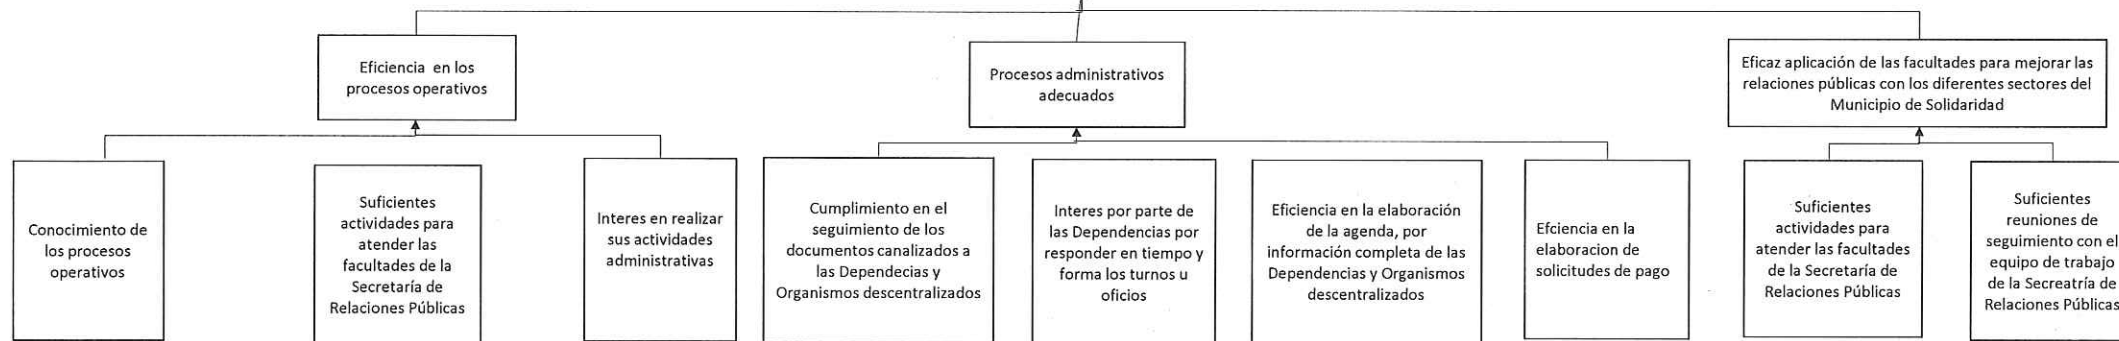 Eficiencia en los
procesos operativos
Procesos administrativos
adecuados
Eficaz aplicación de las facultades para mejorar las
relaciones públicas con los diferentes sectores del
Municipio de Solidaridad
Conocimiento de
los procesos
operativos
Suficientes
actividades para
atender las
facultades de la
Secretaría de
Relaciones Públicas
Interes en realizar
sus actividades
administrativas
Cumplimiento en el
seguimiento de los
documentos canalizados a
las Dependecias y
Organismos descentralizados
Interes por parte de
las Dependencias por
responder en tiempo y
forma los turnos u
oficios
Eficiencia en la elaboración
de la agenda, por
información completa de las
Dependencias y Organismos
descentralizados
Efciencia en la
elaboracion de
solicitudes de pago
Suficientes
actividades para
atender las facultades
de la Secretaría de
Relaciones Públicas
Suficientes
reuniones de
seguimiento con el
equipo de trabajo
de la Secreatría de
Relaciones Públicas